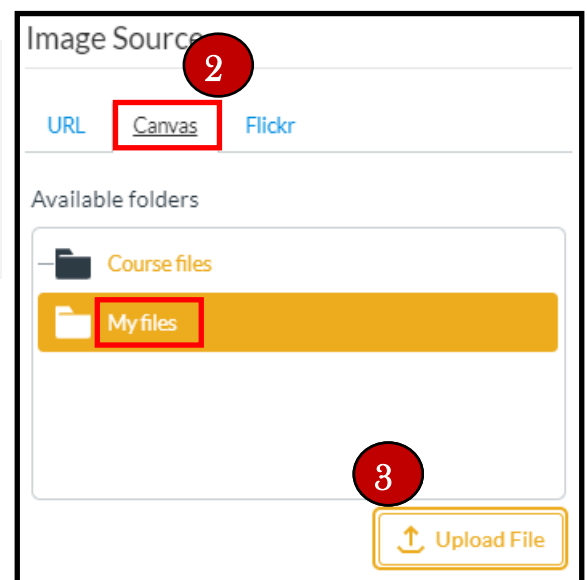 Image Source
2
URL Canvas Flickr
Available folders
Course files
My files
3
Upload File